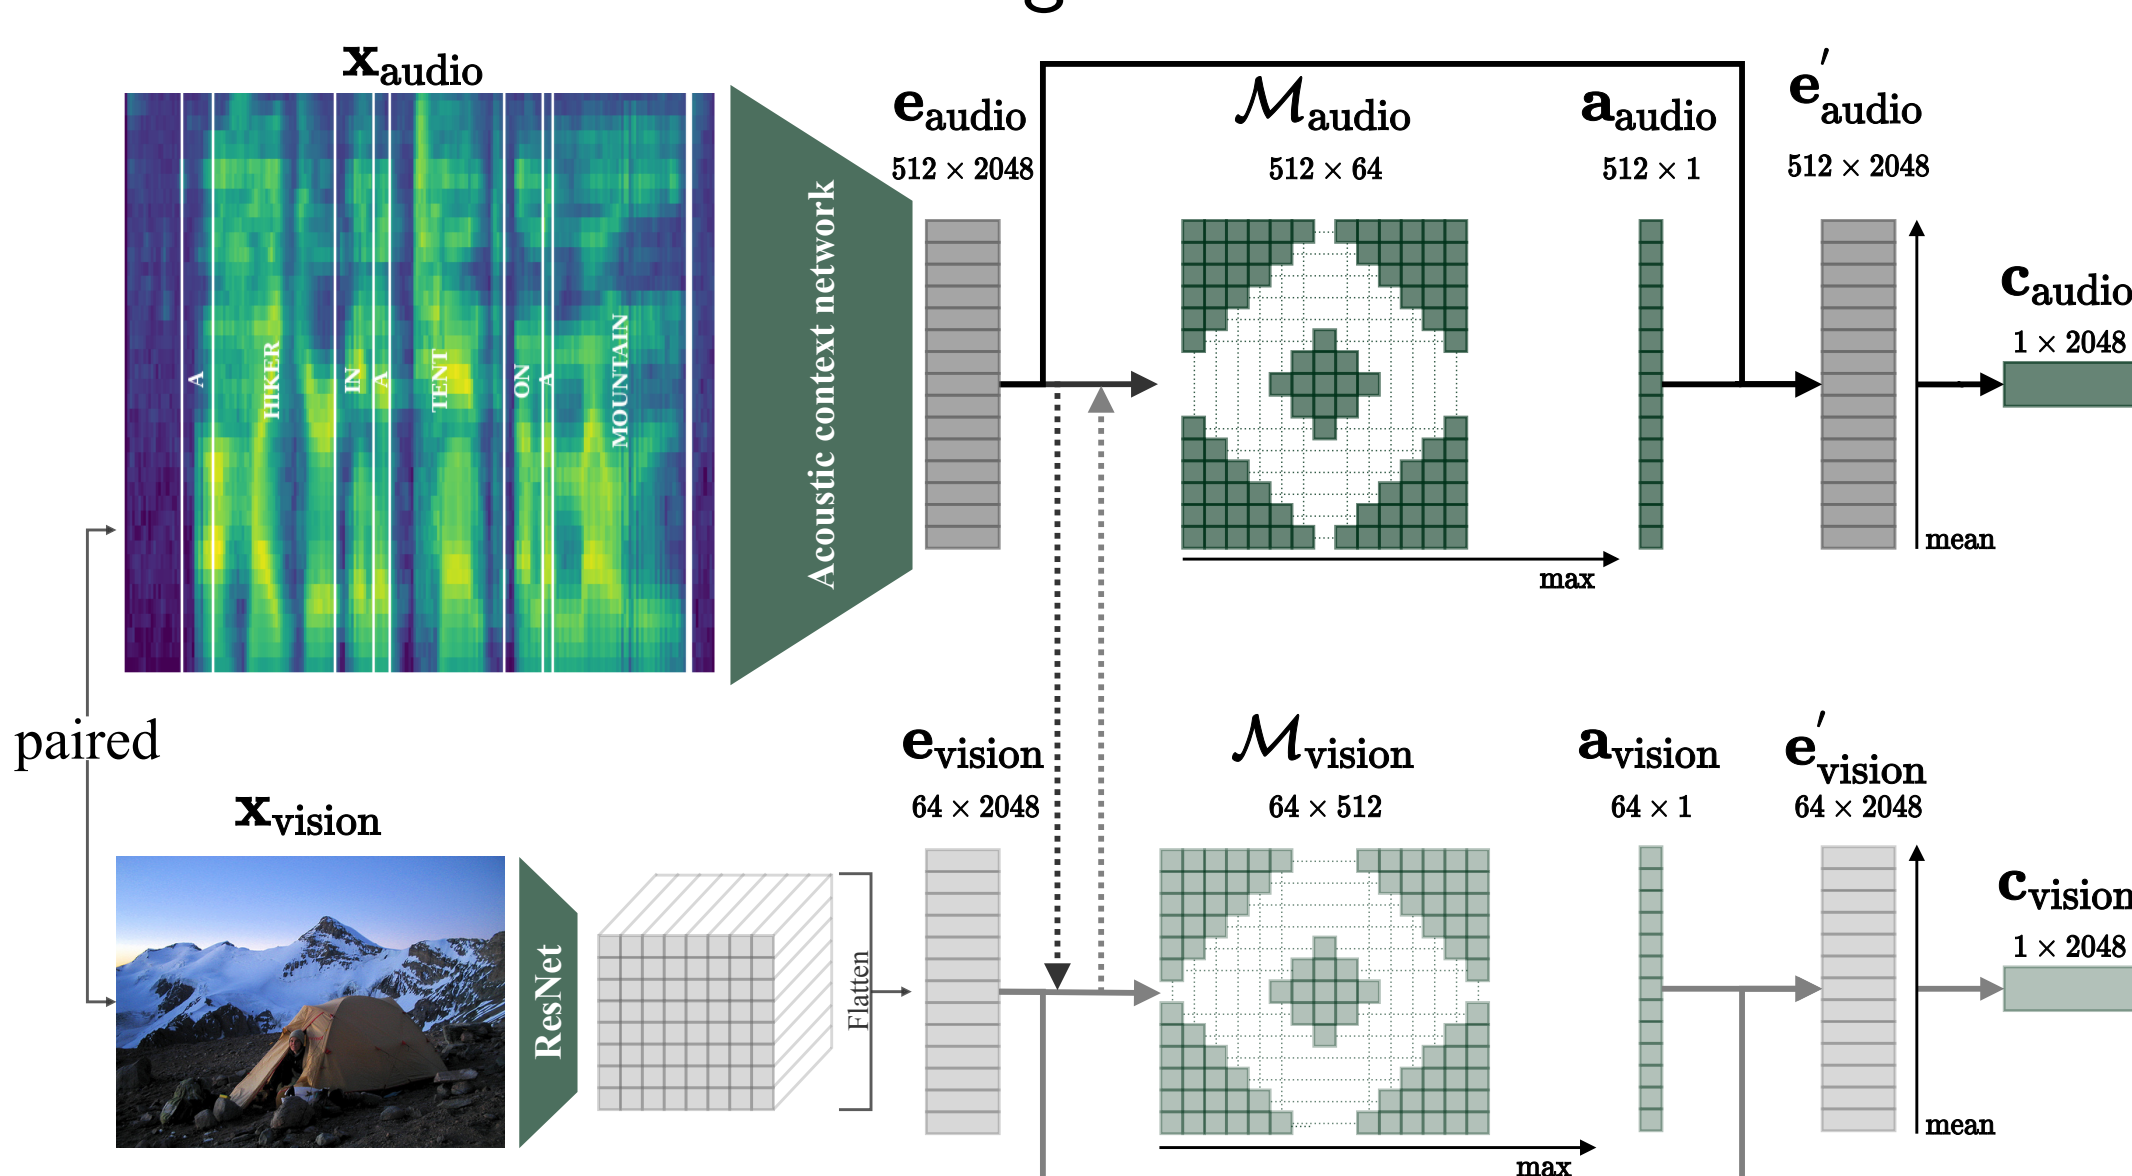 g
x_audio
A
HIKER
IN
A
TENT
ON
A
MOUNTAIN
Acoustic context network
e_audio
512 × 2048
ℳ_audio
512 × 64
max
a_audio
512 × 1
e′_audio
512 × 2048
mean
c_audio
1 × 2048
paired
x_vision
ResNet
Flatten
e_vision
64 × 2048
ℳ_vision
64 × 512
max
a_vision
64 × 1
e′_vision
64 × 2048
mean
c_vision
1 × 2048